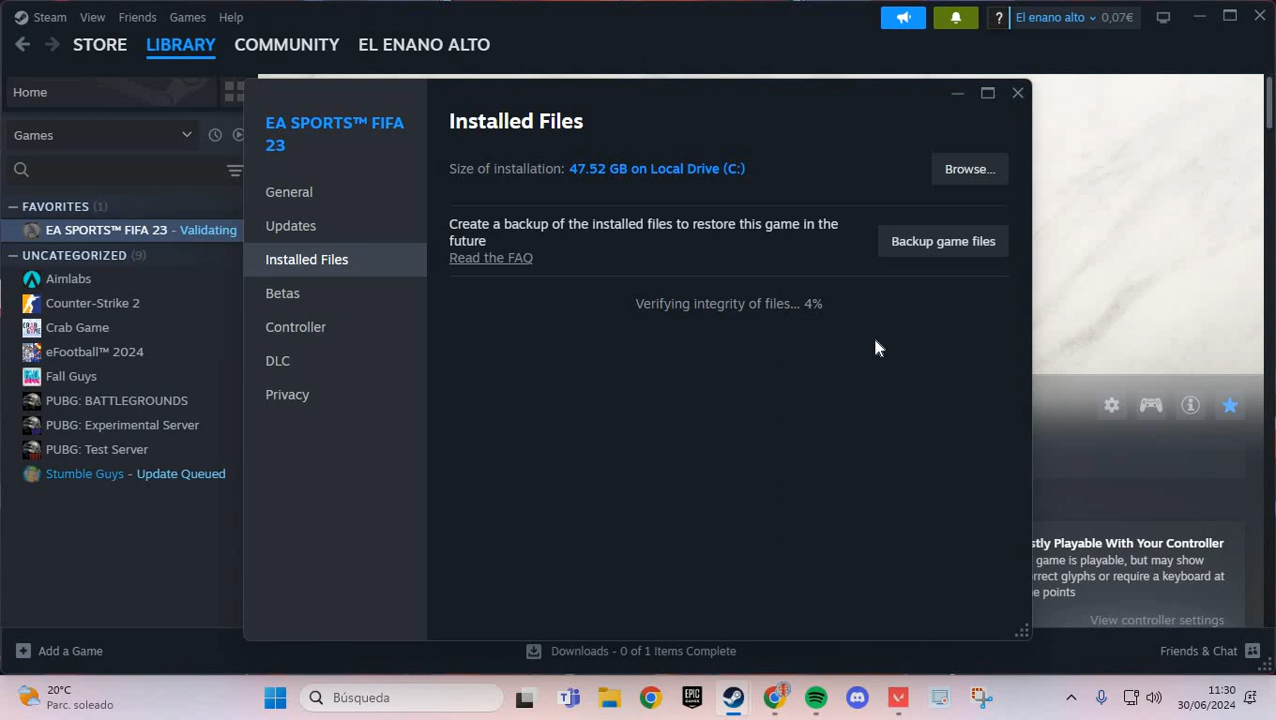 Steam View Friends Games Help
? El enano alto 0,07€
STORE LIBRARY COMMUNITY EL ENANO ALTO
Home
Games
FAVORITES (1)
EA SPORTS™ FIFA 23 - Validating
UNCATEGORIZED (9)
Aimlabs
Counter-Strike 2
Crab Game
eFootball™ 2024
Fall Guys
PUBG: BATTLEGROUNDS
PUBG: Experimental Server
PUBG: Test Server
Stumble Guys - Update Queued
EA SPORTS™ FIFA
23
General
Updates
Installed Files
Betas
Controller
DLC
Privacy
Installed Files
Size of installation: 47.52 GB on Local Drive (C:)
Browse...
Create a backup of the installed files to restore this game in the
future
Read the FAQ
Backup game files
Verifying integrity of files... 4%
stly Playable With Your Controller
game is playable, but may show
rrect glyphs or require a keyboard at
e points
View controller settings
Add a Game
Downloads - 0 of 1 Items Complete
Friends & Chat
20°C
Parc. soleado
Búsqueda
EPIC GAMES
11:30
30/06/2024